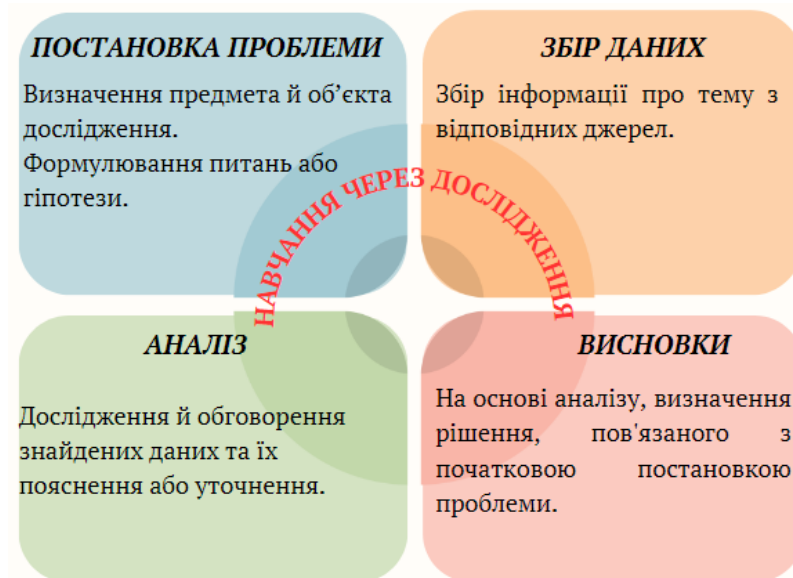 ПОСТАНОВКА ПРОБЛЕМИ
Визначення предмета й об’єкта
дослідження.
Формулювання питань або
гіпотези.
ЗБІР ДАНИХ
Збір інформації про тему з
відповідних джерел.
НАВЧАННЯ ЧЕРЕЗ ДОСЛІДЖЕННЯ
АНАЛІЗ
Дослідження й обговорення
знайдених даних та їх
пояснення або уточнення.
ВИСНОВКИ
На основі аналізу, визначення
рішення, пов'язаного з
початковою постановкою
проблеми.